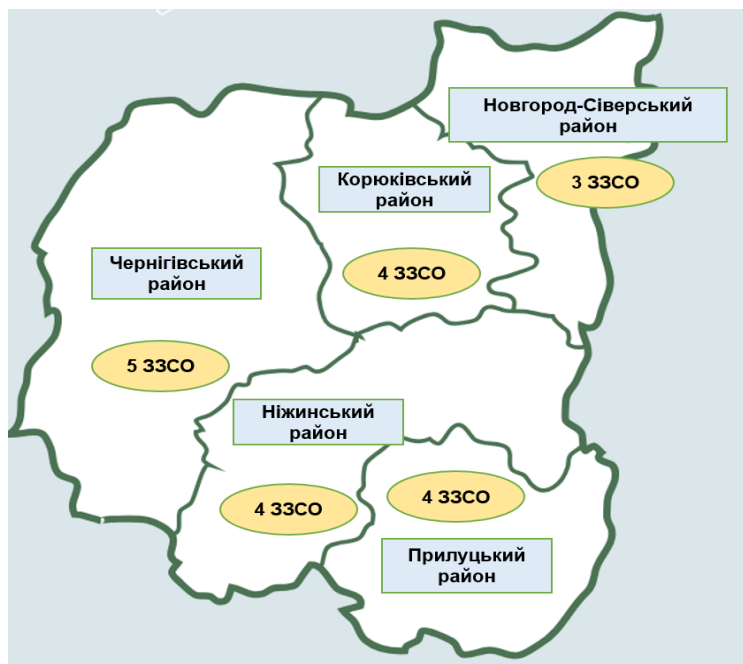 Новгород-Сіверський
район
3 ЗЗСО
Корюківський
район
4 ЗЗСО
Чернігівський
район
5 ЗЗСО
Ніжинський
район
4 ЗЗСО
4 ЗЗСО
Прилуцький
район